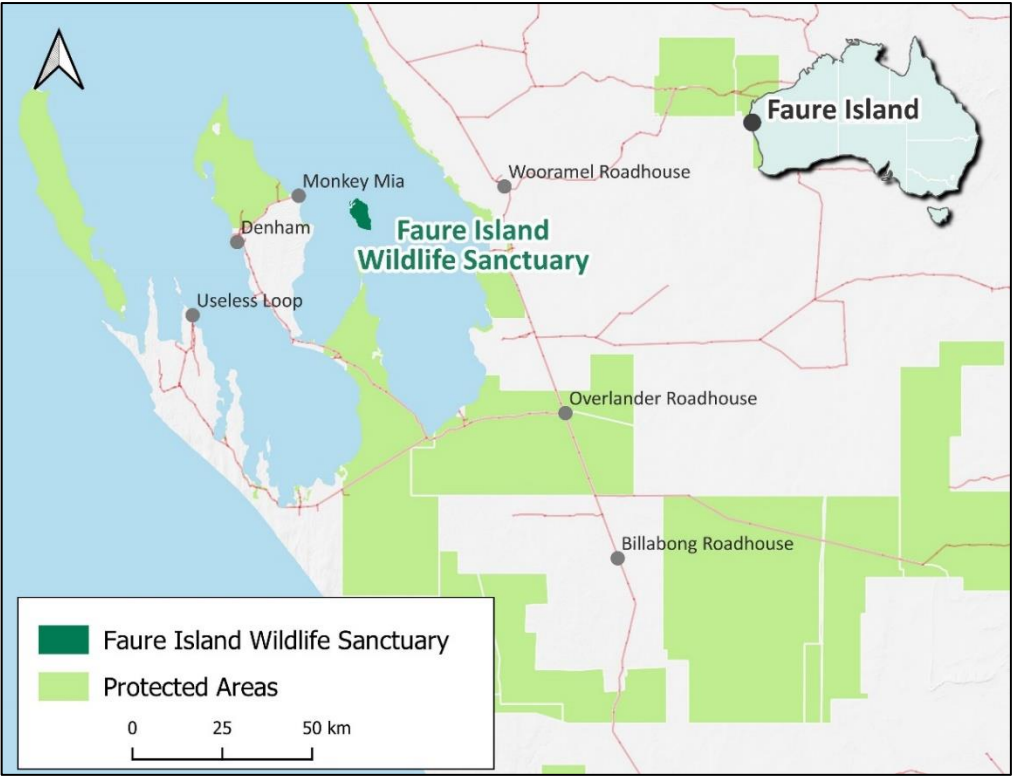 Faure Island
Wooramel Roadhouse
Monkey Mia
Denham
Faure Island
Wildlife Sanctuary
Useless Loop
Overlander Roadhouse
Billabong Roadhouse
Faure Island Wildlife Sanctuary
Protected Areas
0 25 50 km